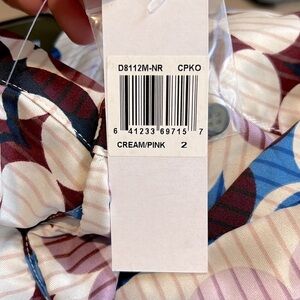 D8112M-NR CPKO
6 41233 69715 7
CREAM/PINK 2